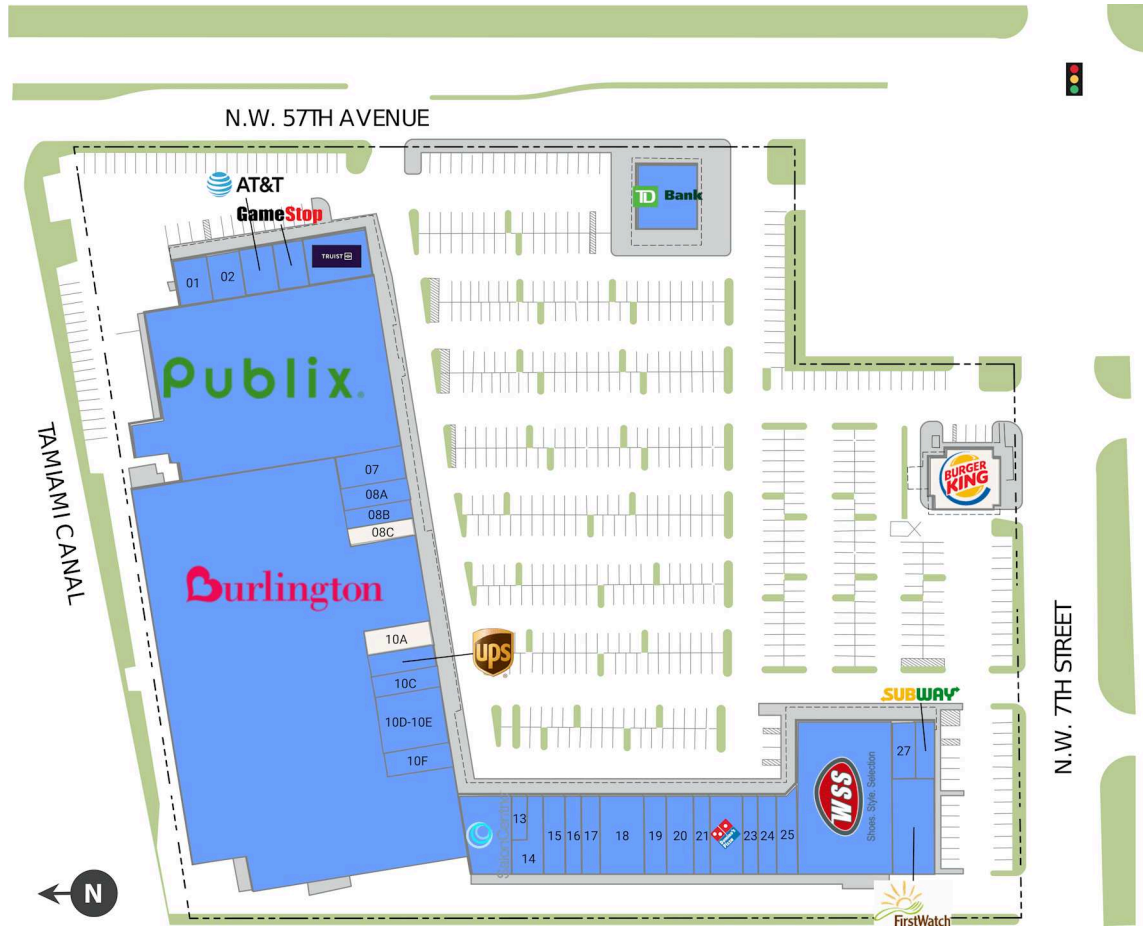 N.W. 57TH AVENUE
AT&T
GameStop
TD Bank
TRUIST
01
02
Publix.
TAMIAMI CANAL
07
08A
08B
08C
BURGER
KING
Burlington
10A
ups
10C
10D-10E
10F
N.W. 7TH STREET
SUBWAY
27
WSS
Shoes. Style. Selection
13
14
15
16
17
18
19
20
21
23
24
25
N
FirstWatch